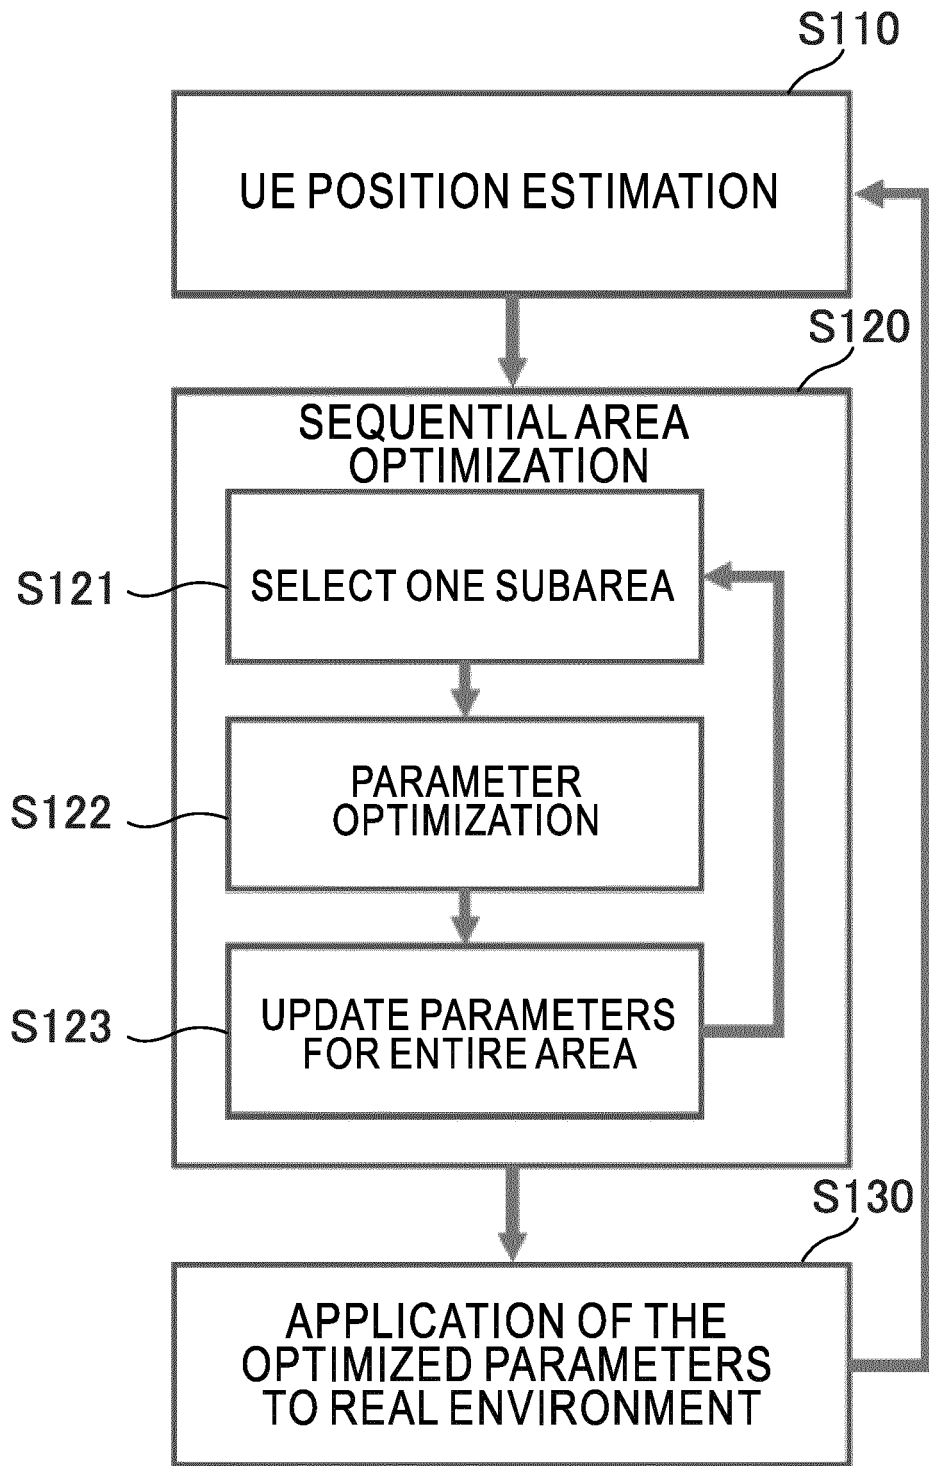 S110
UE POSITION ESTIMATION
S120
SEQUENTIAL AREA
OPTIMIZATION
S121
SELECT ONE SUBAREA
S122
PARAMETER
OPTIMIZATION
S123
UPDATE PARAMETERS
FOR ENTIRE AREA
S130
APPLICATION OF THE
OPTIMIZED PARAMETERS
TO REAL ENVIRONMENT